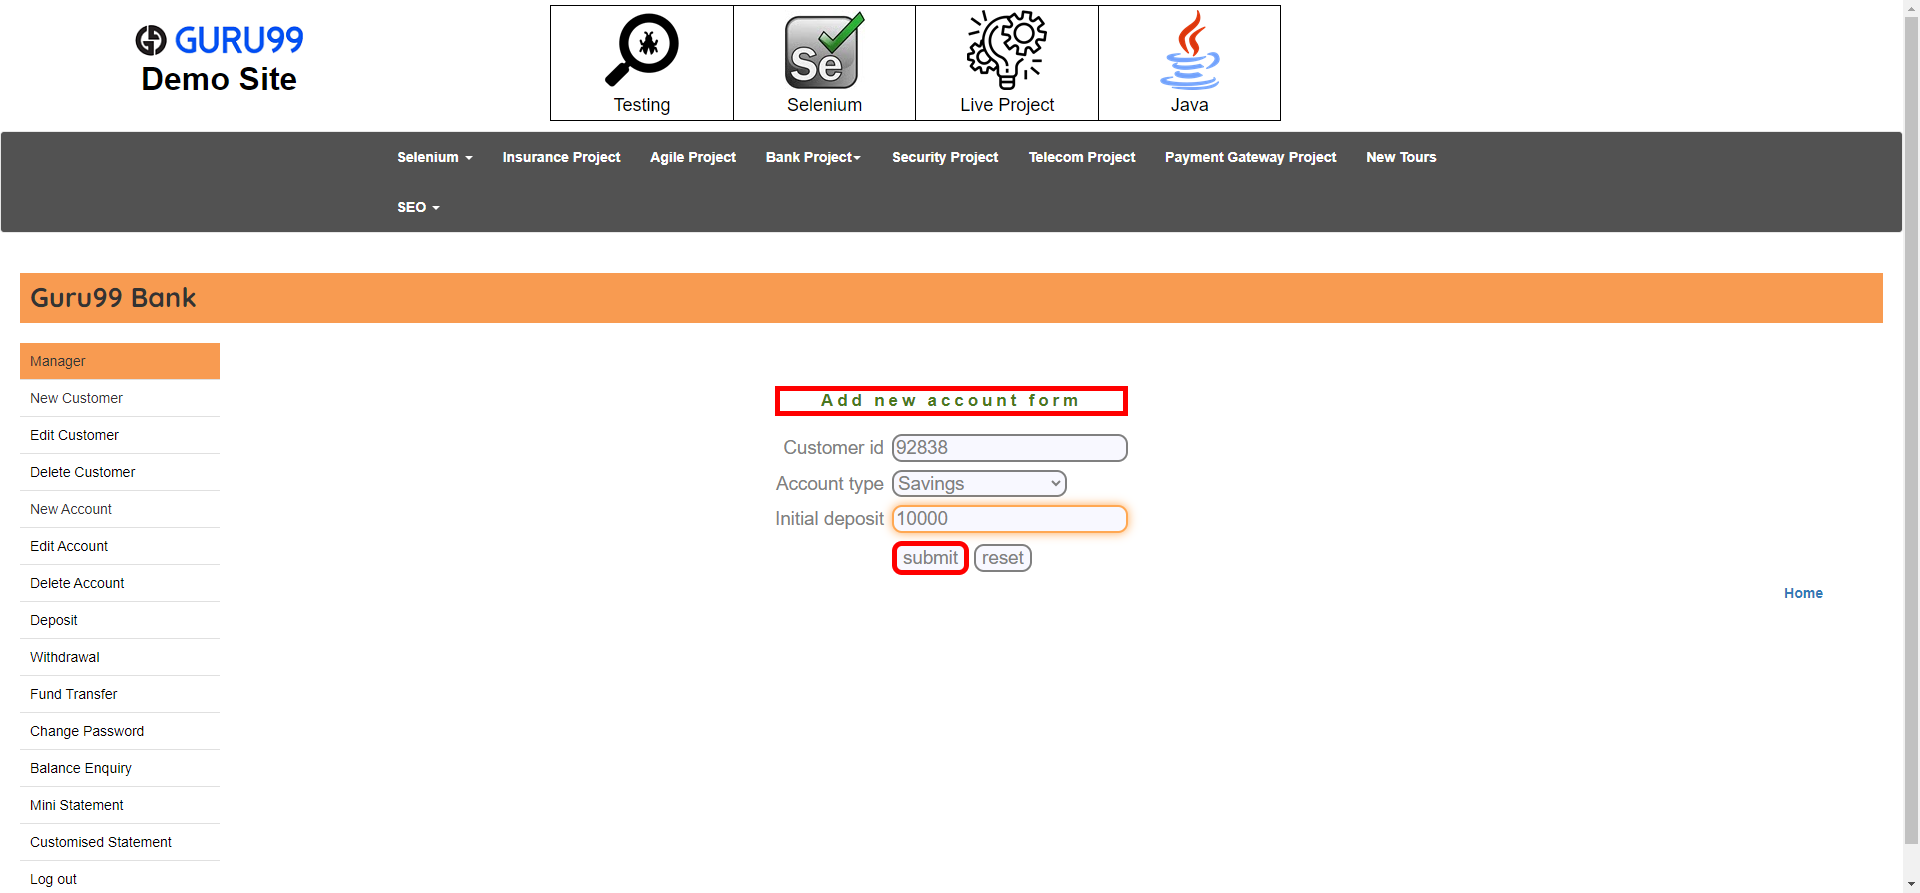 GURU99
Demo Site
Testing
Se
Selenium
Live Project
Java
Selenium
Insurance Project
Agile Project
Bank Project
Security Project
Telecom Project
Payment Gateway Project
New Tours
SEO
Guru99 Bank
Manager
New Customer
Edit Customer
Delete Customer
New Account
Edit Account
Delete Account
Deposit
Withdrawal
Fund Transfer
Change Password
Balance Enquiry
Mini Statement
Customised Statement
Log out
Add new account form
Customer id 92838
Account type Savings
Initial deposit 10000
submit reset
Home